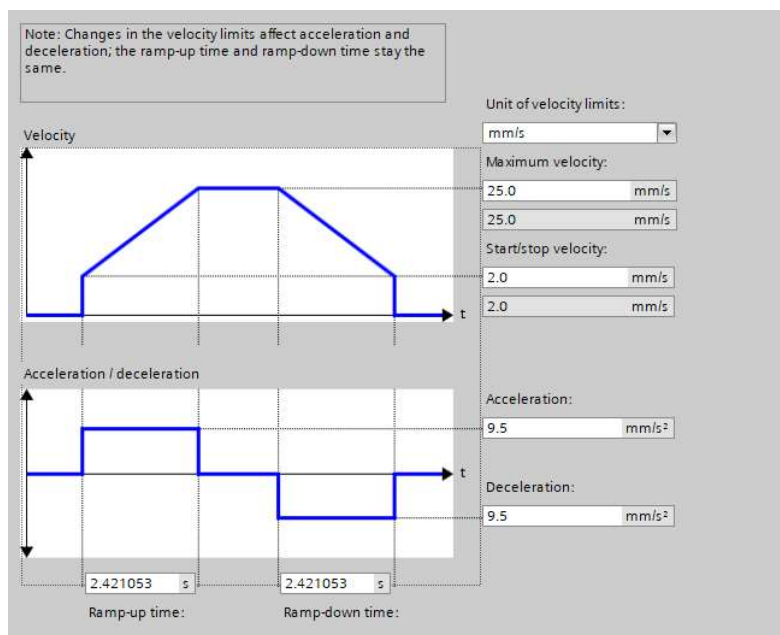 Note: Changes in the velocity limits affect acceleration and
deceleration; the ramp-up time and ramp-down time stay the
same.
Unit of velocity limits:
mm/s
Velocity
Maximum velocity:
25.0 mm/s
25.0 mm/s
Start/stop velocity:
2.0 mm/s
2.0 mm/s
t
Acceleration / deceleration
Acceleration:
9.5 mm/s²
t
Deceleration:
9.5 mm/s²
2.421053 s 2.421053 s
Ramp-up time: Ramp-down time: